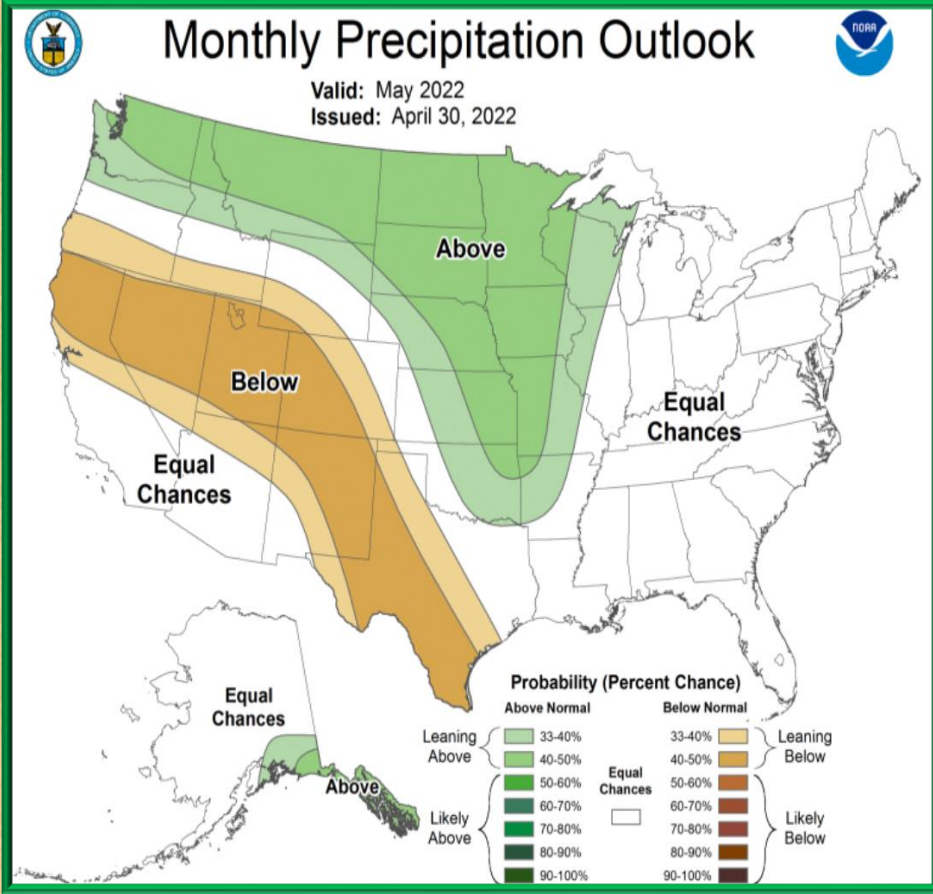 Monthly Precipitation Outlook
NOAA
Valid: May 2022
Issued: April 30, 2022
Above
Below
Equal
Chances
Equal
Chances
Equal
Chances
Above
Probability (Percent Chance)
Above Normal
Below Normal
Leaning
Above
33-40%
40-50%
50-60%
60-70%
70-80%
80-90%
90-100%
Likely
Above
Equal
Chances
33-40%
40-50%
50-60%
60-70%
70-80%
80-90%
90-100%
Leaning
Below
Likely
Below